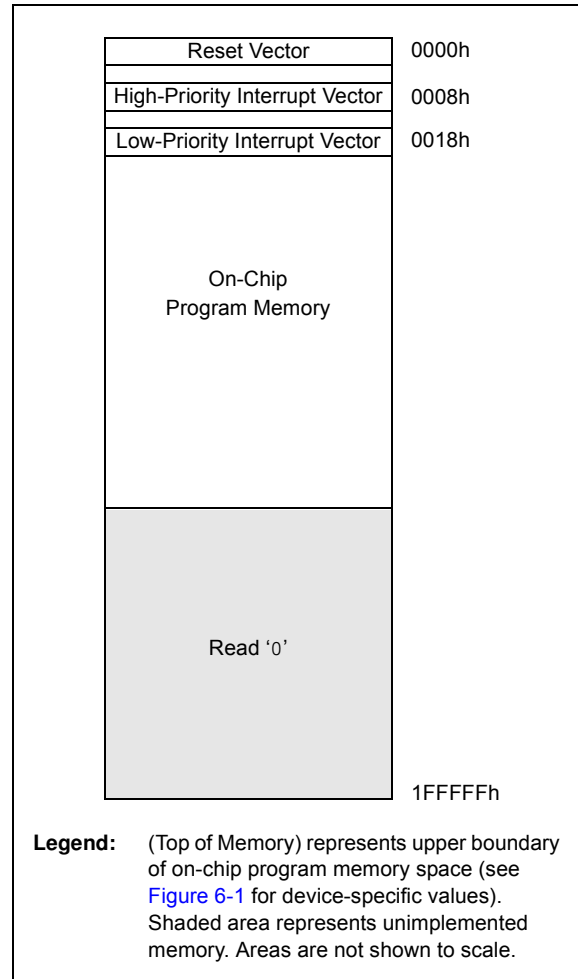 Reset Vector 0000h
High-Priority Interrupt Vector 0008h
Low-Priority Interrupt Vector 0018h
On-Chip
Program Memory
Read ‘0’
1FFFFFh
Legend: (Top of Memory) represents upper boundary
of on-chip program memory space (see
Figure 6-1 for device-specific values).
Shaded area represents unimplemented
memory. Areas are not shown to scale.